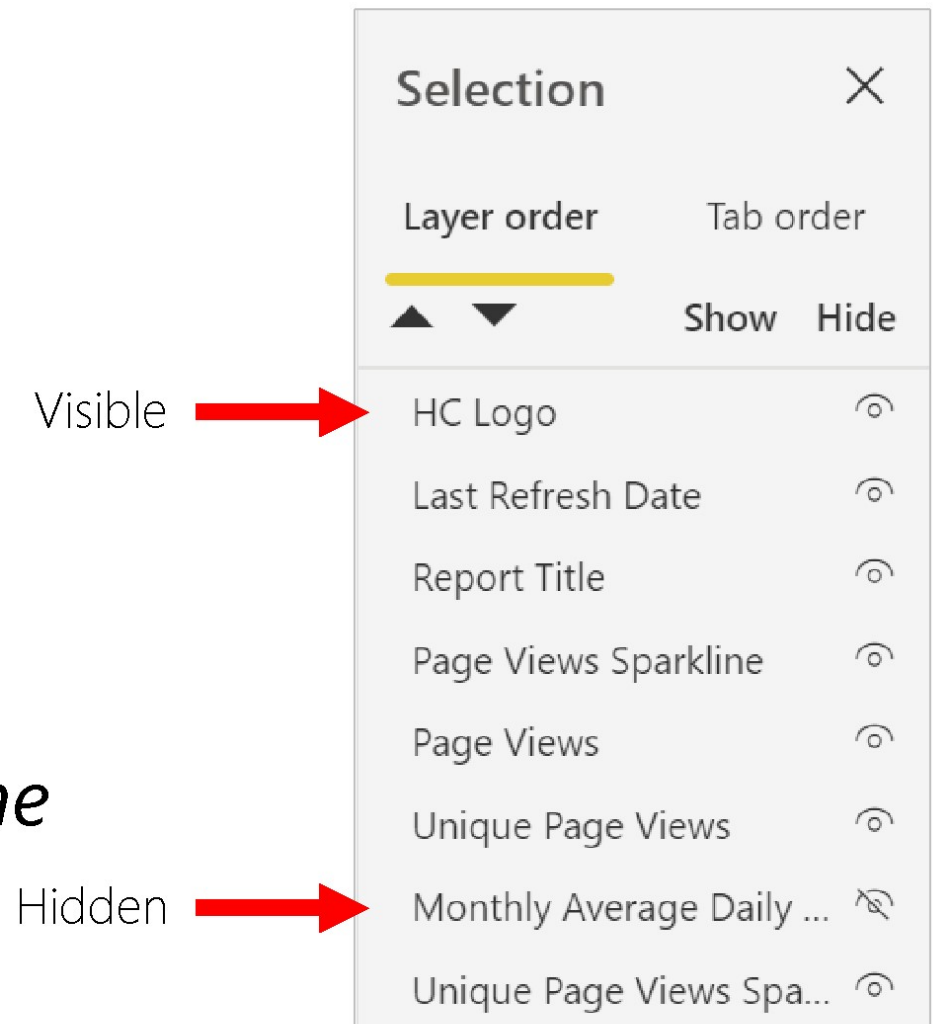 Selection
Layer order Tab order
Show Hide
Visible HC Logo
Last Refresh Date
Report Title
Page Views Sparkline
Page Views
ne
Unique Page Views
Hidden Monthly Average Daily ...
Unique Page Views Spa...